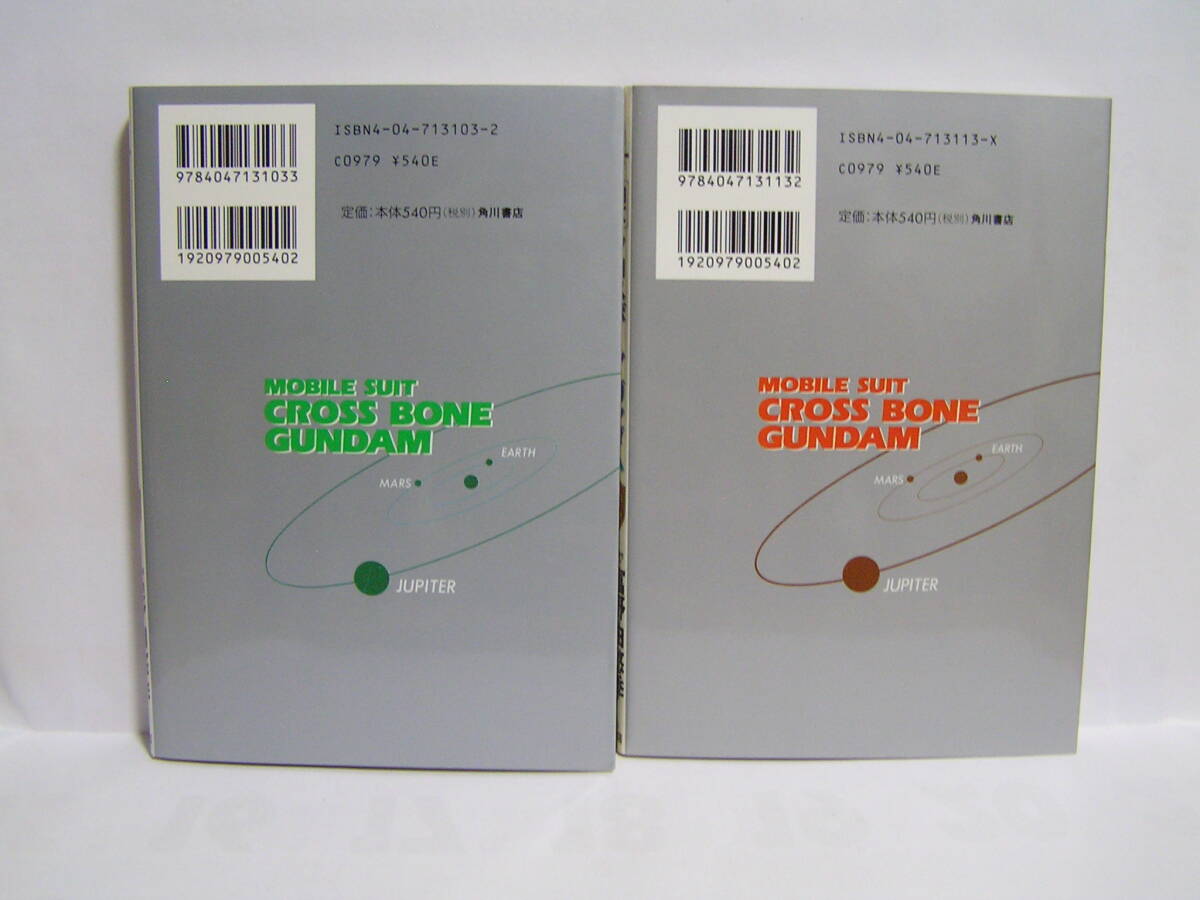 ISBN4-04-713103-2
9784047131033
C0979 ¥540E
定価:本体540円(税別)角川書店
1920979005402
MOBILE SUIT
CROSS BONE
GUNDAM
EARTH
MARS
JUPITER
ISBN4-04-713113-X
9784047131132
C0979 ¥540E
定価:本体540円(税別)角川書店
1920979005402
MOBILE SUIT
CROSS BONE
GUNDAM
EARTH
MARS
JUPITER